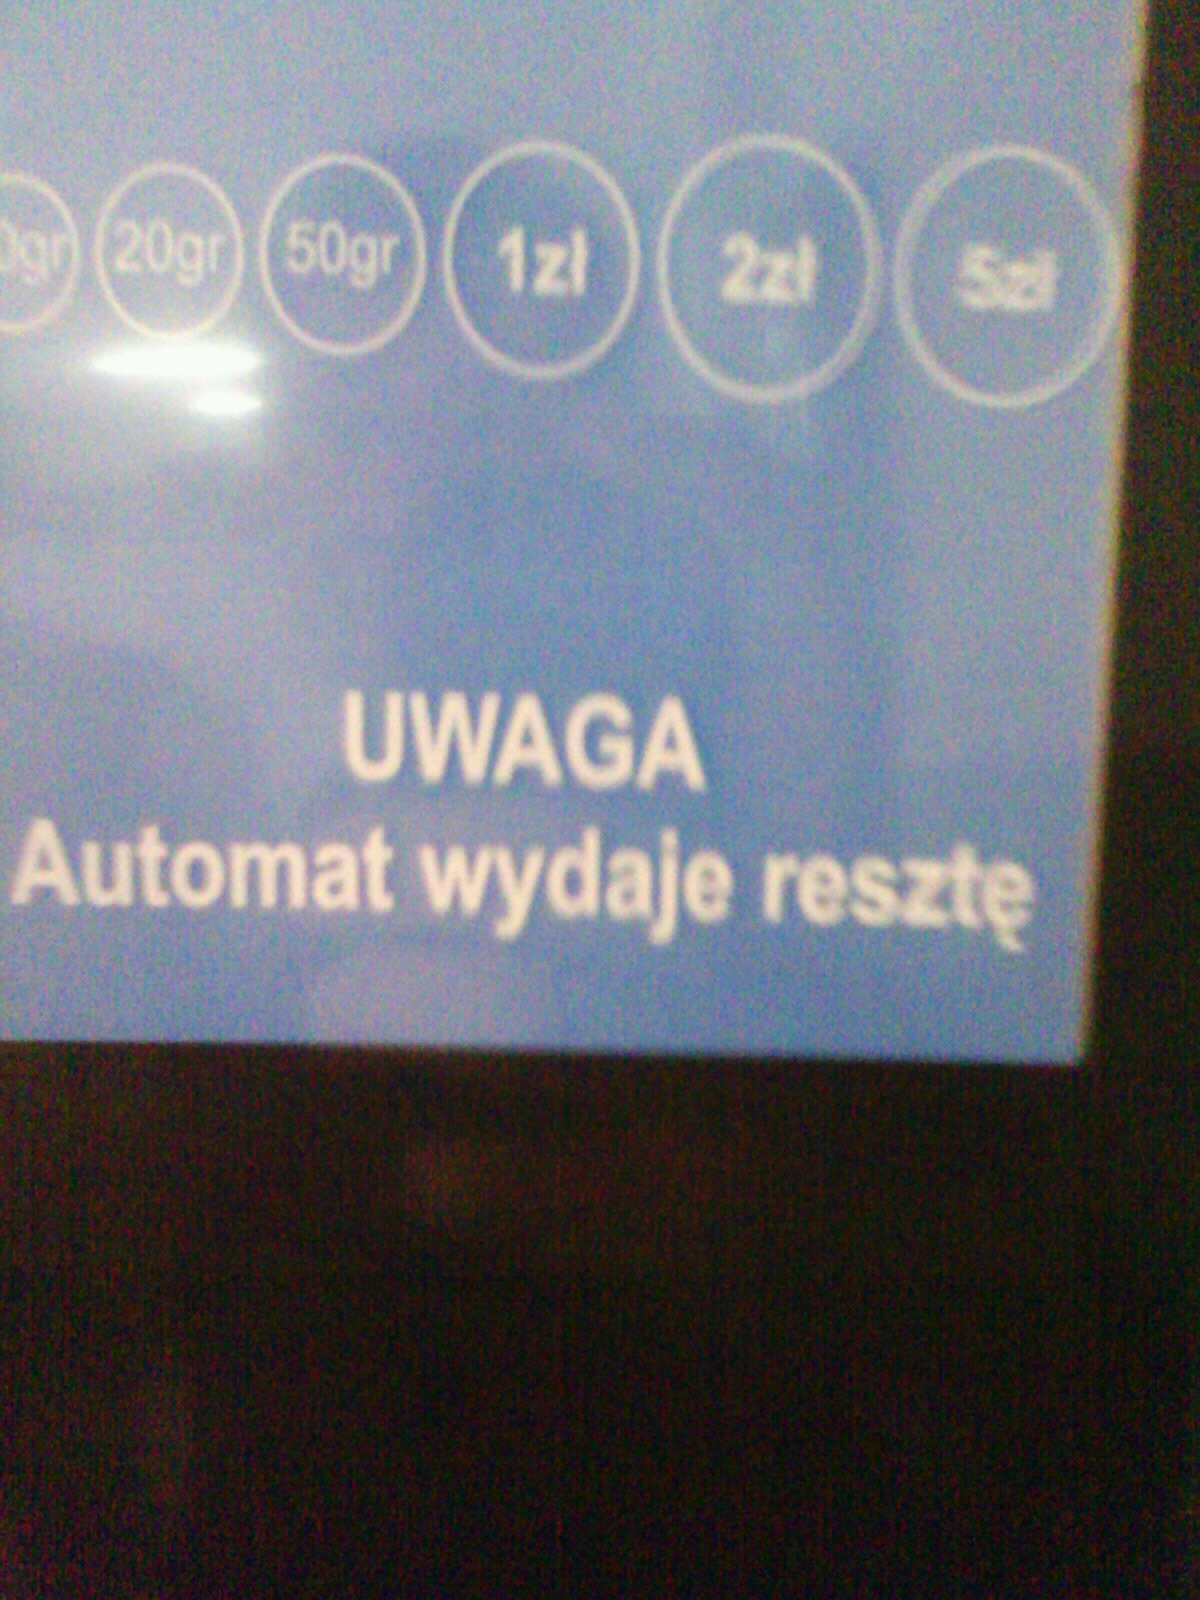 20gr 50gr 1zł 2zł 5zł
UWAGA
Automat wydaje resztę